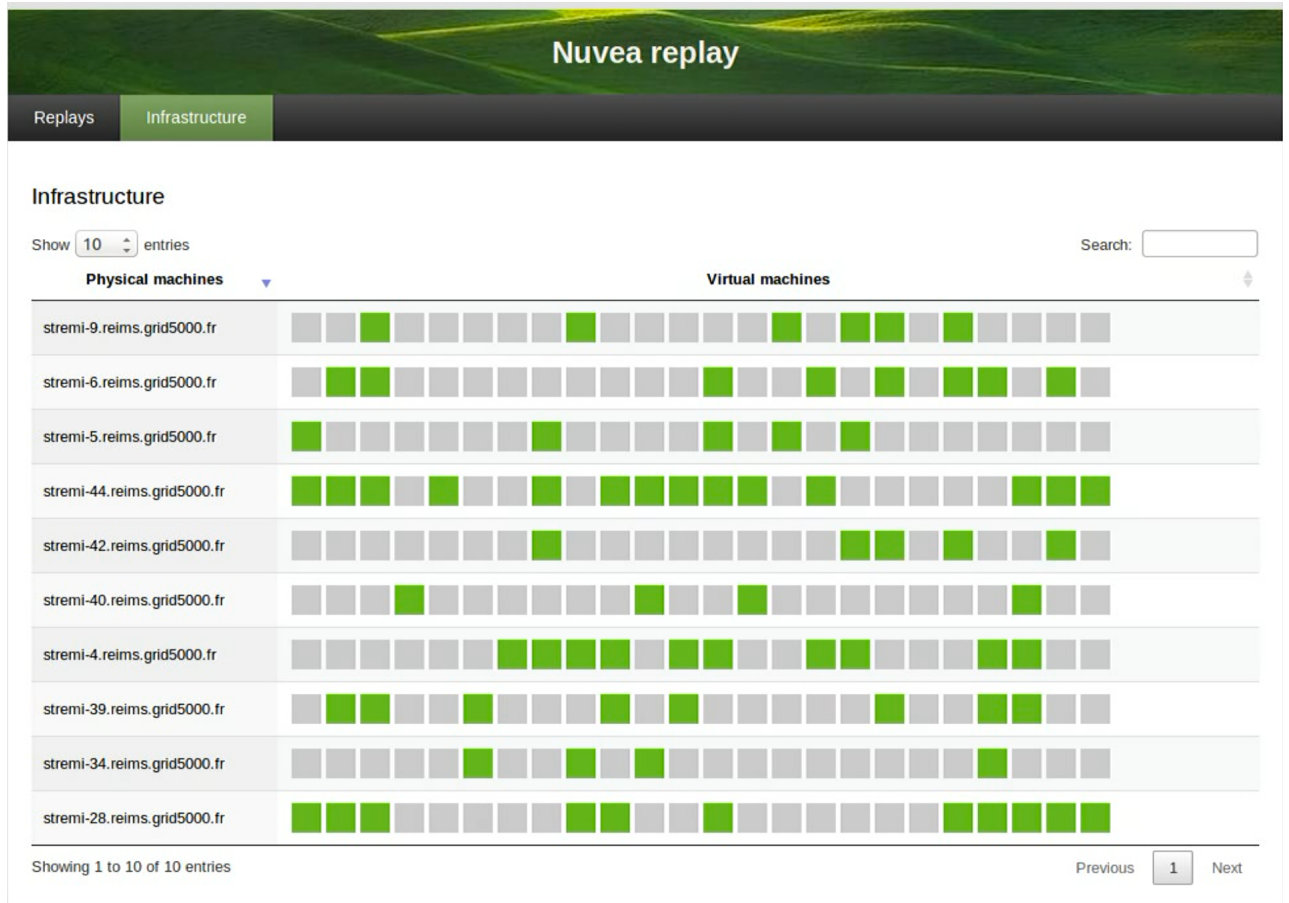 Nuvea replay
Replays Infrastructure
Infrastructure
Show 10 entries Search:
Physical machines Virtual machines
stremi-9.reims.grid5000.fr
stremi-6.reims.grid5000.fr
stremi-5.reims.grid5000.fr
stremi-44.reims.grid5000.fr
stremi-42.reims.grid5000.fr
stremi-40.reims.grid5000.fr
stremi-4.reims.grid5000.fr
stremi-39.reims.grid5000.fr
stremi-34.reims.grid5000.fr
stremi-28.reims.grid5000.fr
Showing 1 to 10 of 10 entries Previous 1 Next